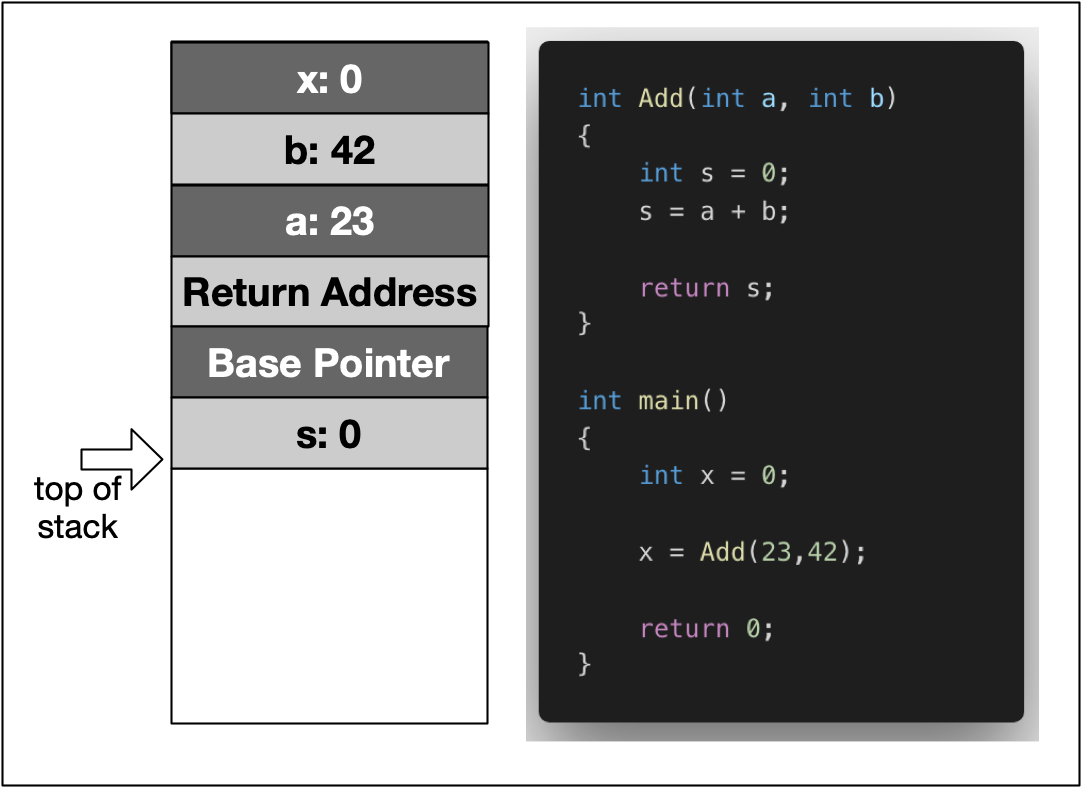 x: 0
b: 42
a: 23
Return Address
Base Pointer
s: 0
top of
stack
int Add(int a, int b)
{
    int s = 0;
    s = a + b;
    return s;
}
int main()
{
    int x = 0;
    x = Add(23,42);
    return 0;
}